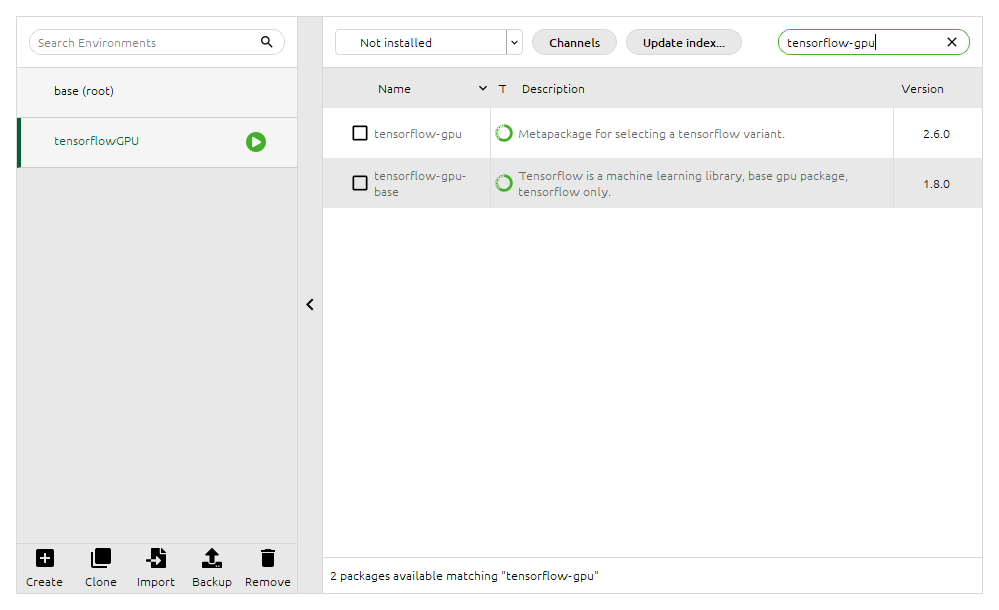 Search Environments
base (root)
tensorflowGPU
Create
Clone
Import
Backup
Remove
Not installed
Channels
Update index...
tensorflow-gpu
Name
T
Description
Version
tensorflow-gpu
Metapackage for selecting a tensorflow variant.
2.6.0
tensorflow-gpu-
base
Tensorflow is a machine learning library, base gpu package,
tensorflow only.
1.8.0
2 packages available matching "tensorflow-gpu"